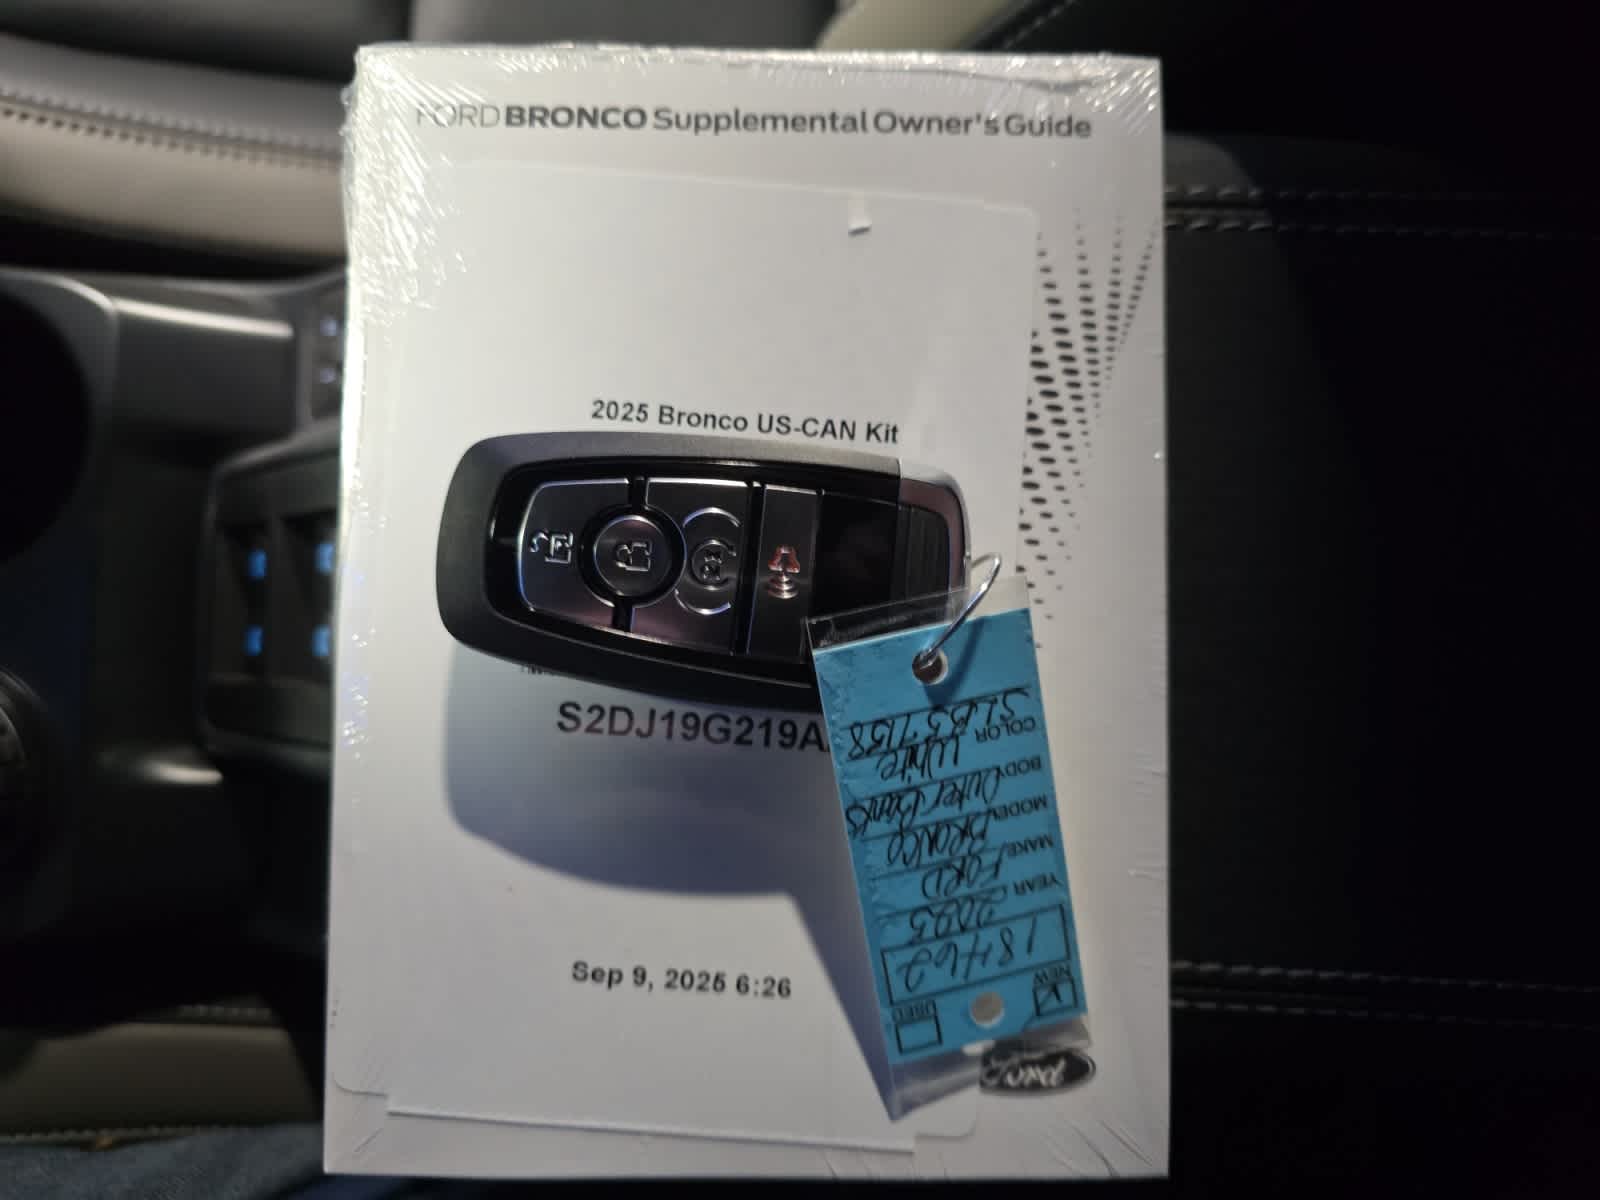 FORD BRONCO Supplemental Owner's Guide
2025 Bronco US-CAN Kit
S2DJ19G219A
Sep 9, 2025 6:26
USED NEW
18462
YEAR 2025
MAKE FORD
MODEL BRONCO
BODY Outer Banks
COLOR White
Ford